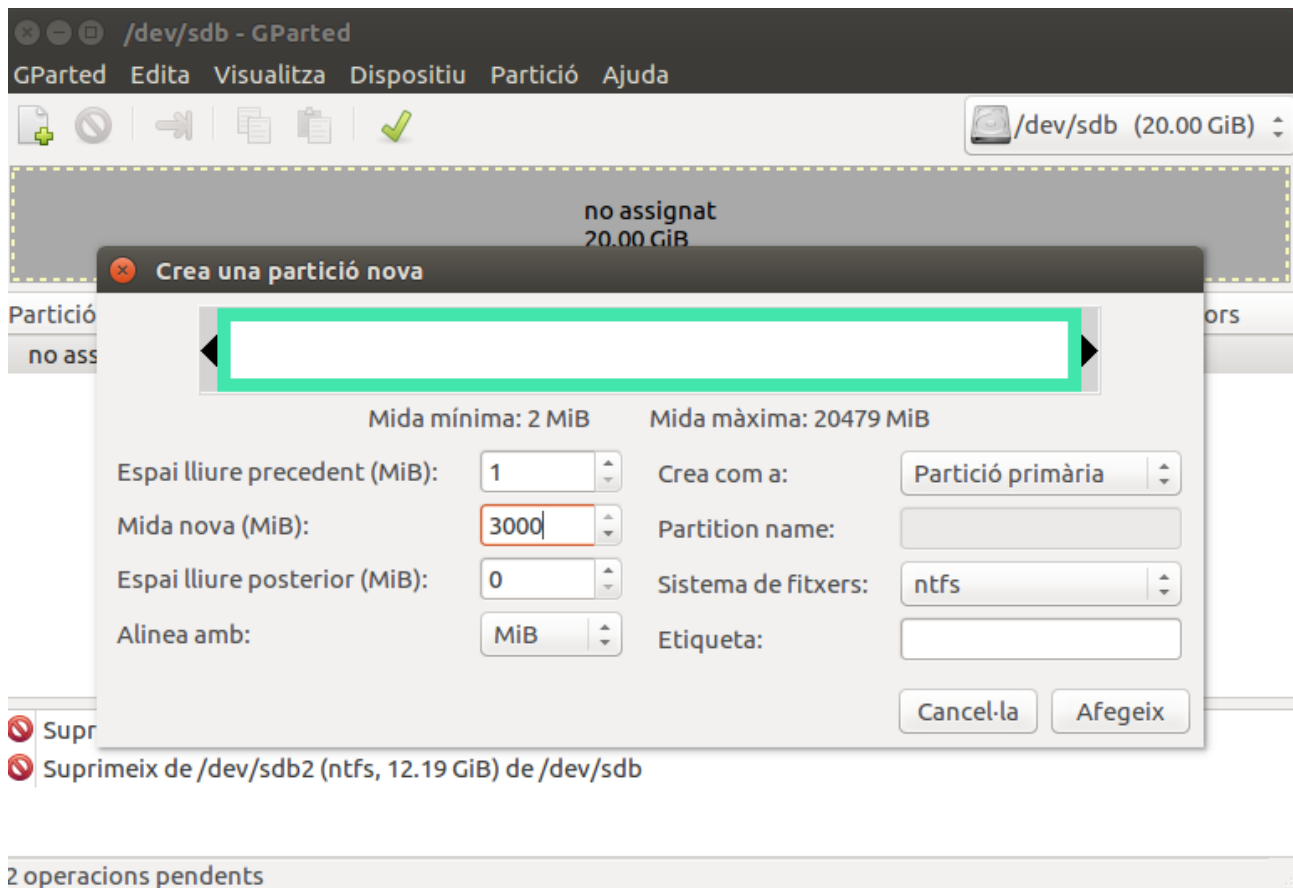 /dev/sdb - GParted
GParted Edita Visualitza Dispositiu Partició Ajuda
/dev/sdb (20.00 GiB)
no assignat
20.00 GiB
Crea una partició nova
Partició
ors
no ass
Mida mínima: 2 MiB Mida màxima: 20479 MiB
Espai lliure precedent (MiB): 1 Crea com a: Partició primària
Mida nova (MiB): 3000 Partition name:
Espai lliure posterior (MiB): 0 Sistema de fitxers: ntfs
Alinea amb: MiB Etiqueta:
Cancel·la Afegeix
Supr
Suprimeix de /dev/sdb2 (ntfs, 12.19 GiB) de /dev/sdb
2 operacions pendents